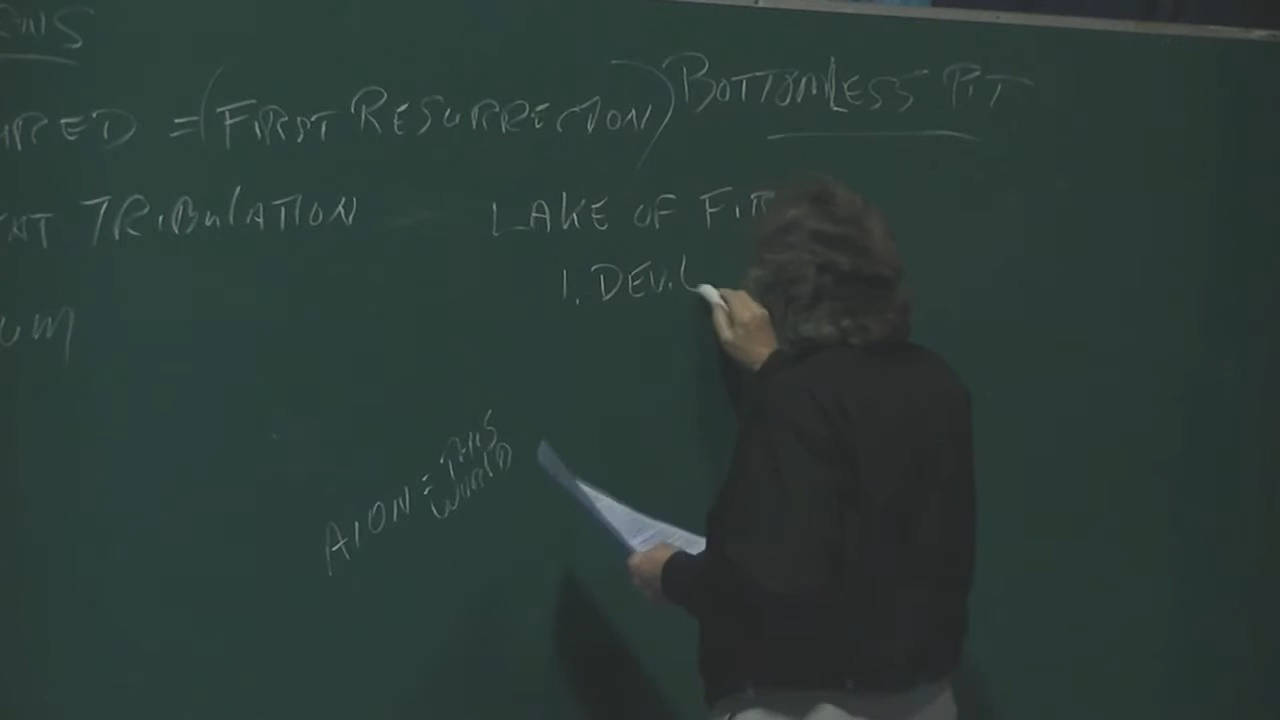 = (FIRST RESURRECTION) BOTTOMLESS PIT
TRIBULATION
LAKE OF
1. DEVIL
AION = THIS
WORLD